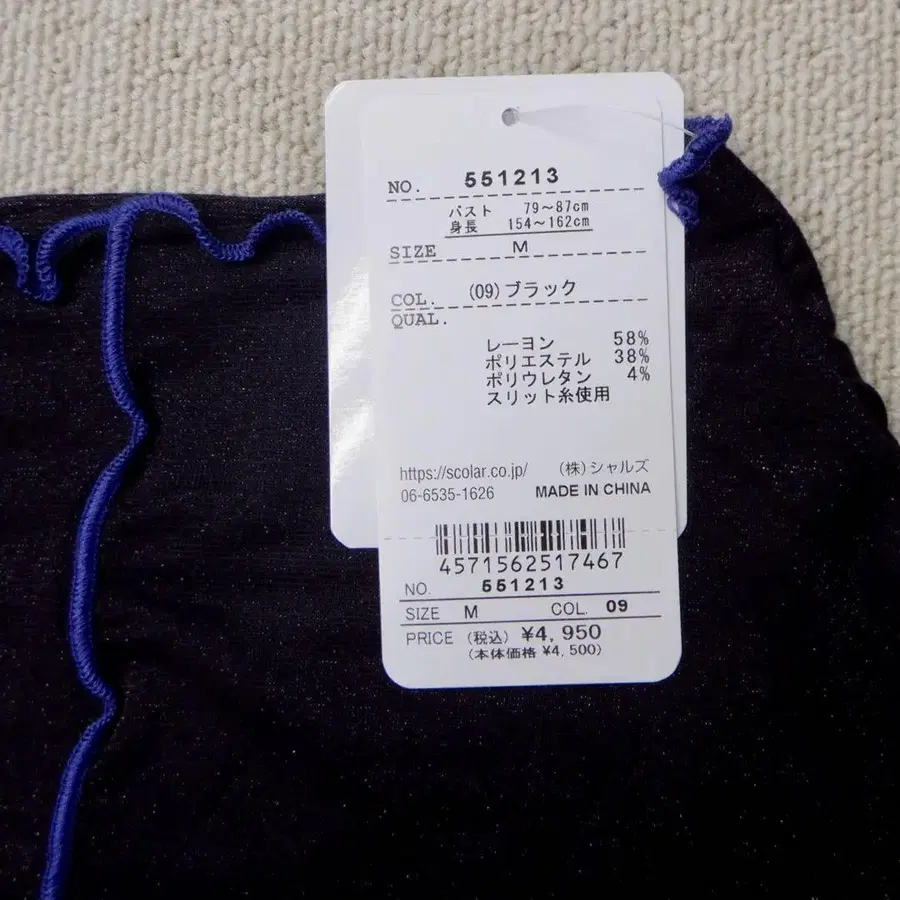 NO. 551213
バスト 79～87cm
身長 154～162cm
SIZE M
COL. (09)ブラック
QUAL.
レーヨン 58%
ポリエステル 38%
ポリウレタン 4%
スリット糸使用
https://scolar.co.jp/ (株)シャルズ
06-6535-1626 MADE IN CHINA
4571562517467
NO. 551213
SIZE M COL. 09
PRICE (税込) ¥4,950
(本体価格 ¥4,500)